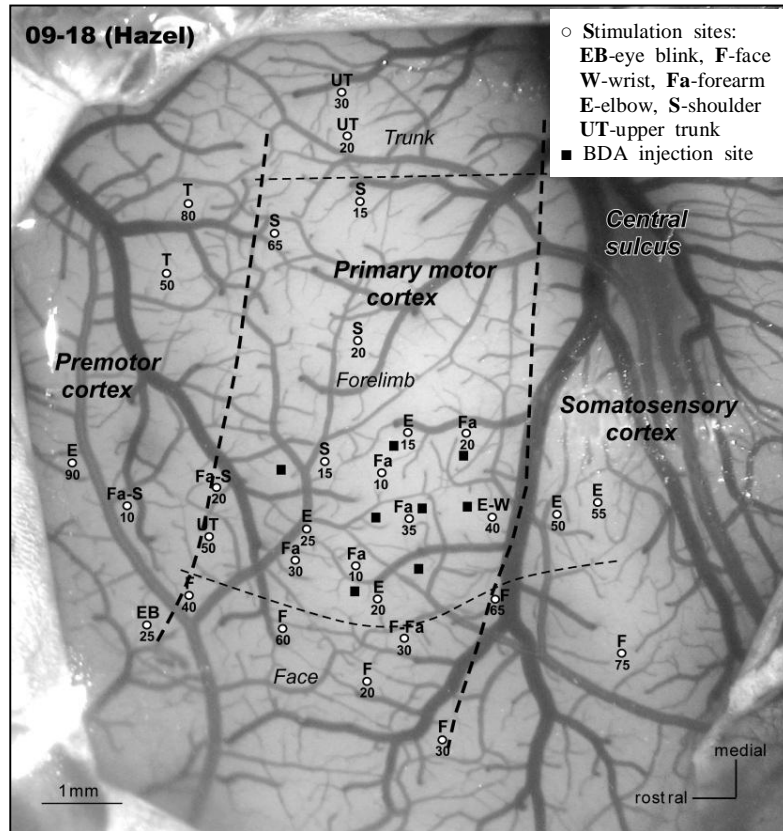 09-18 (Hazel)
○ Stimulation sites:
EB-eye blink, F-face
W-wrist, Fa-forearm
E-elbow, S-shoulder
UT-upper trunk
■ BDA injection site
UT
30
UT
20
Trunk
T
80
S
15
S
65
Central
sulcus
T
50
Primary motor
cortex
S
20
Premotor
cortex
Forelimb
Somatosensory
cortex
E
15
Fa
20
E
90
S
15
Fa
10
Fa-S
20
Fa-S
10
E
55
E
50
E-W
40
Fa
35
E
25
UT
50
Fa
30
Fa
10
F
40
E
20
F
65
EB
25
F
60
F-Fa
30
F
75
Face
F
20
F
30
medial
rostral
1mm